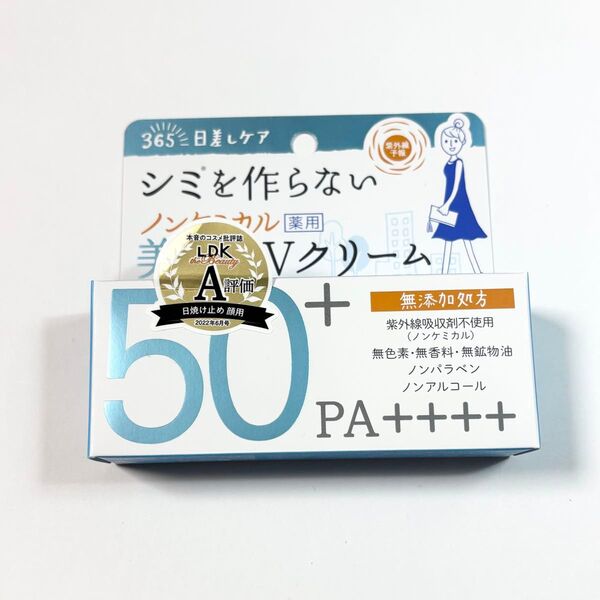 365 日差しケア
紫外線
予報
シミ※を作らない
ノンケミカル 薬用
美 Vクリーム
本音のコスメ批評誌
LDK
the Beauty
A評価
日焼け止め 顔用
2022年6月号
50+
PA++++
無添加処方
紫外線吸収剤不使用
(ノンケミカル)
無色素・無香料・無鉱物油
ノンパラベン
ノンアルコール